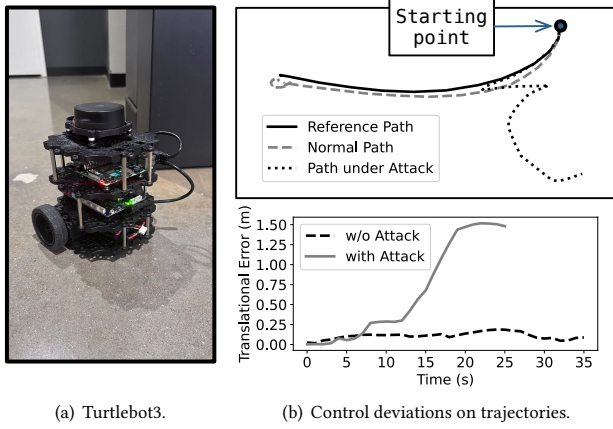 Starting
point
Reference Path
Normal Path
Path under Attack
Translational Error (m)
1.50
1.25
1.00
0.75
0.50
0.25
0.00
w/o Attack
with Attack
0 5 10 15 20 25 30 35
Time (s)
(a) Turtlebot3.
(b) Control deviations on trajectories.